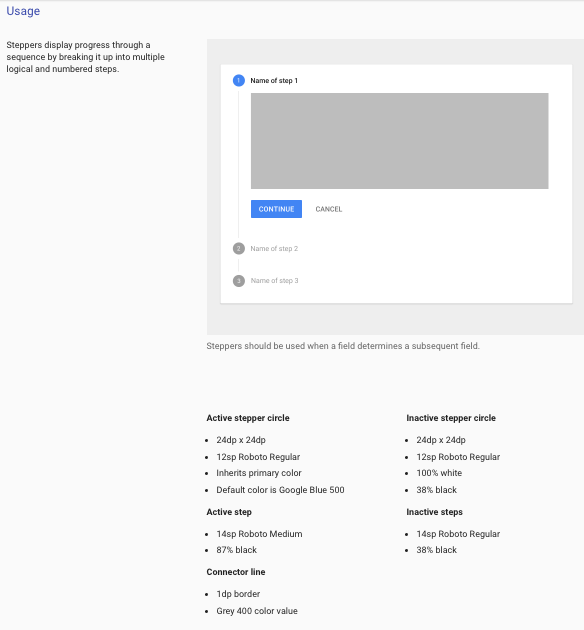 Usage
Steppers display progress through a
sequence by breaking it up into multiple
logical and numbered steps.
1 Name of step 1
CONTINUE CANCEL
2 Name of step 2
3 Name of step 3
Steppers should be used when a field determines a subsequent field.
Active stepper circle
• 24dp x 24dp
• 12sp Roboto Regular
• Inherits primary color
• Default color is Google Blue 500
Active step
• 14sp Roboto Medium
• 87% black
Connector line
• 1dp border
• Grey 400 color value
Inactive stepper circle
• 24dp x 24dp
• 12sp Roboto Regular
• 100% white
• 38% black
Inactive steps
• 14sp Roboto Regular
• 38% black